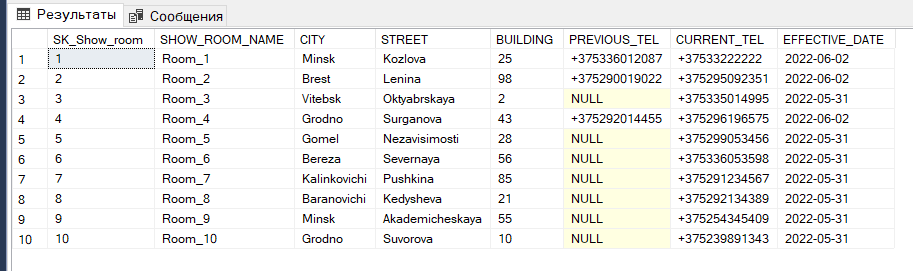 Результаты Сообщения
SK_Show_room SHOW_ROOM_NAME CITY STREET BUILDING PREVIOUS_TEL CURRENT_TEL EFFECTIVE_DATE
1 1 Room_1 Minsk Kozlova 25 +375336012087 +37533222222 2022-06-02
2 2 Room_2 Brest Lenina 98 +375290019022 +375295092351 2022-06-02
3 3 Room_3 Vitebsk Oktyabrskaya 2 NULL +375335014995 2022-05-31
4 4 Room_4 Grodno Surganova 43 +375292014455 +375296196575 2022-06-02
5 5 Room_5 Gomel Nezavisimosti 28 NULL +375299053456 2022-05-31
6 6 Room_6 Bereza Severnaya 56 NULL +375336053598 2022-05-31
7 7 Room_7 Kalinkovichi Pushkina 85 NULL +375291234567 2022-05-31
8 8 Room_8 Baranovichi Kedysheva 21 NULL +375292134389 2022-05-31
9 9 Room_9 Minsk Akademicheskaya 55 NULL +375254345409 2022-05-31
10 10 Room_10 Grodno Suvorova 10 NULL +375239891343 2022-05-31